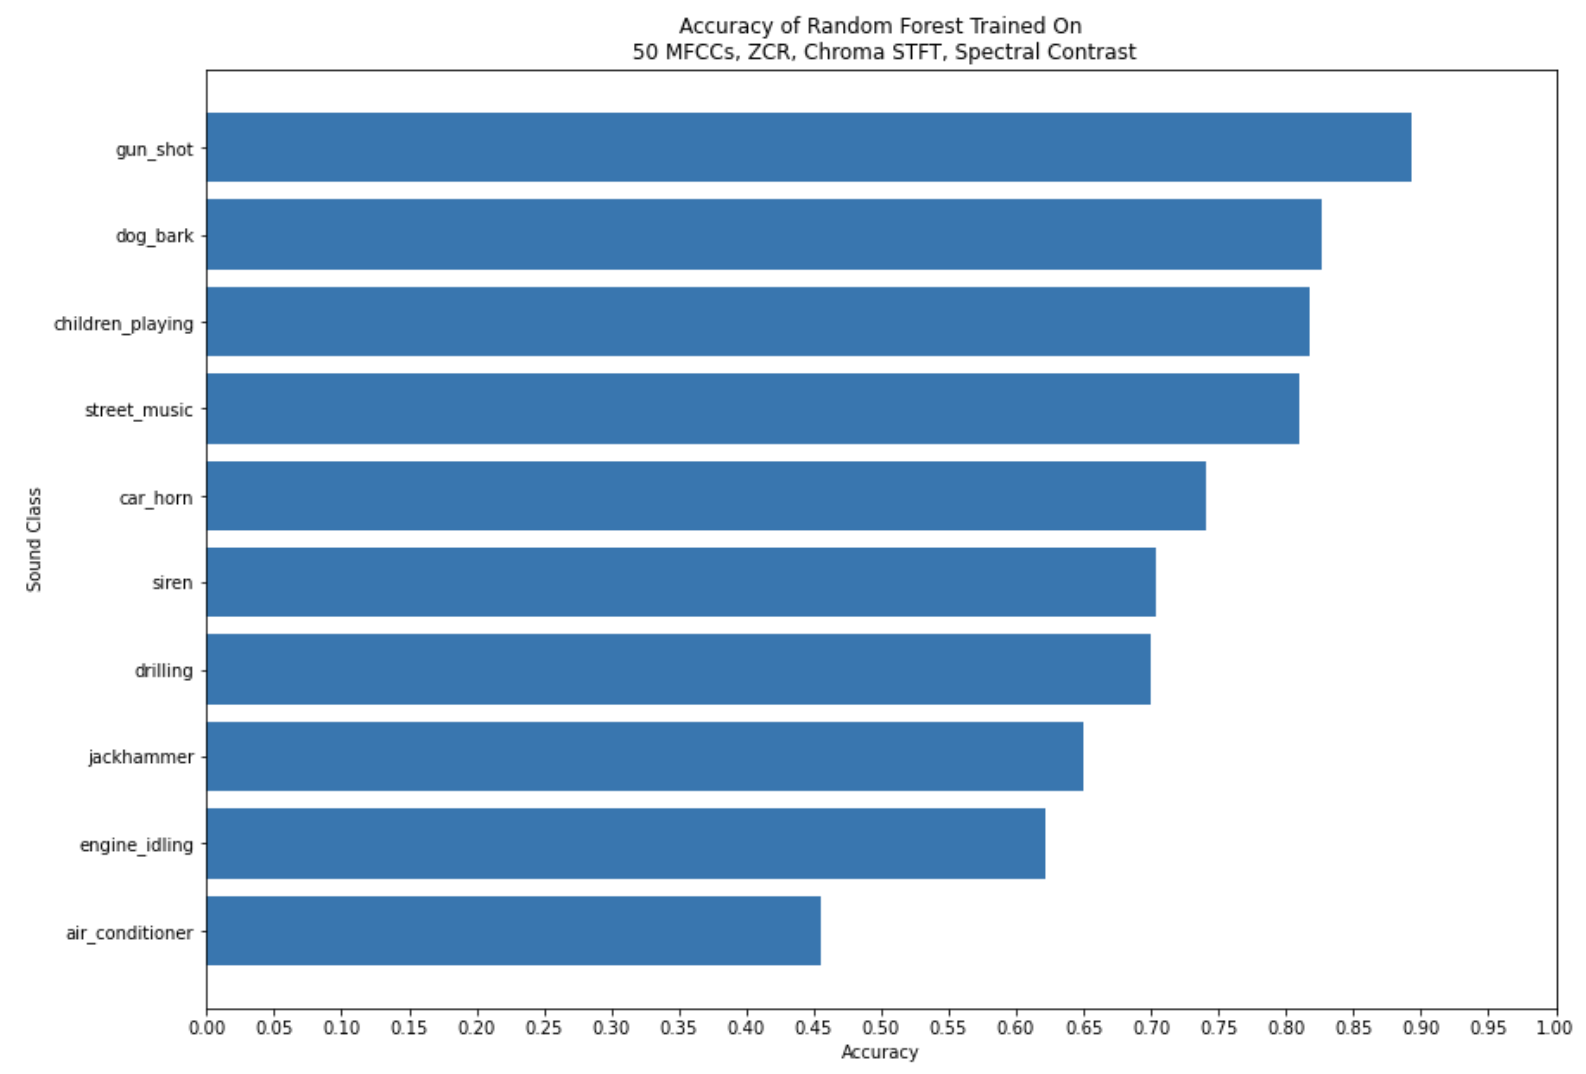 Accuracy of Random Forest Trained On
50 MFCCs, ZCR, Chroma STFT, Spectral Contrast
gun_shot
dog_bark
children_playing
street_music
car_horn
siren
drilling
jackhammer
engine_idling
air_conditioner
Sound Class
0.00 0.05 0.10 0.15 0.20 0.25 0.30 0.35 0.40 0.45 0.50 0.55 0.60 0.65 0.70 0.75 0.80 0.85 0.90 0.95 1.00
Accuracy